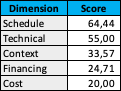 Dimension Score
Schedule 64,44
Technical 55,00
Context 33,57
Financing 24,71
Cost 20,00